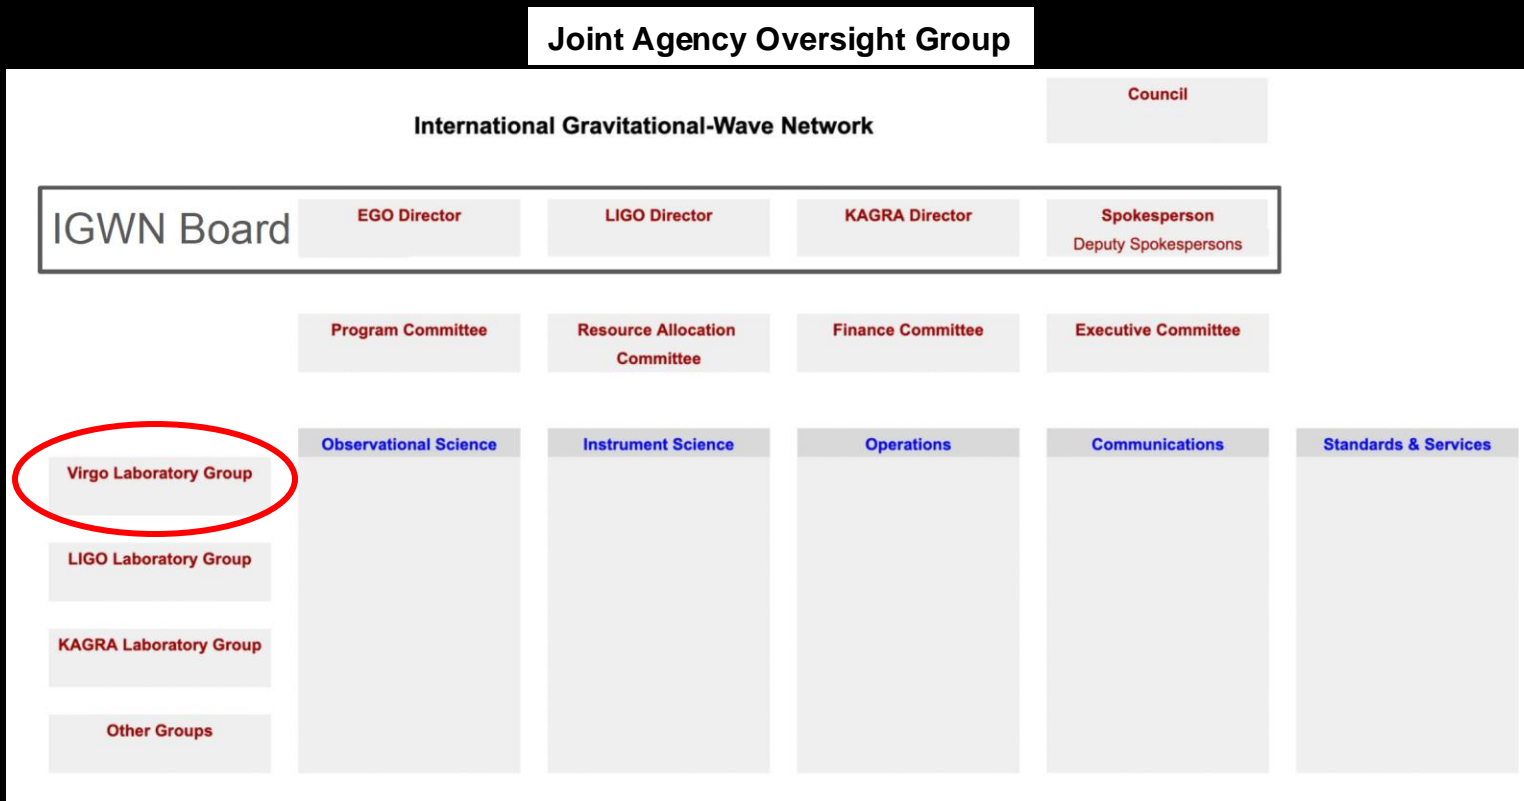 Joint Agency Oversight Group
Council
International Gravitational-Wave Network
IGWN Board
EGO Director
LIGO Director
KAGRA Director
Spokesperson
Deputy Spokespersons
Program Committee
Resource Allocation
Committee
Finance Committee
Executive Committee
Observational Science
Instrument Science
Operations
Communications
Standards & Services
Virgo Laboratory Group
LIGO Laboratory Group
KAGRA Laboratory Group
Other Groups